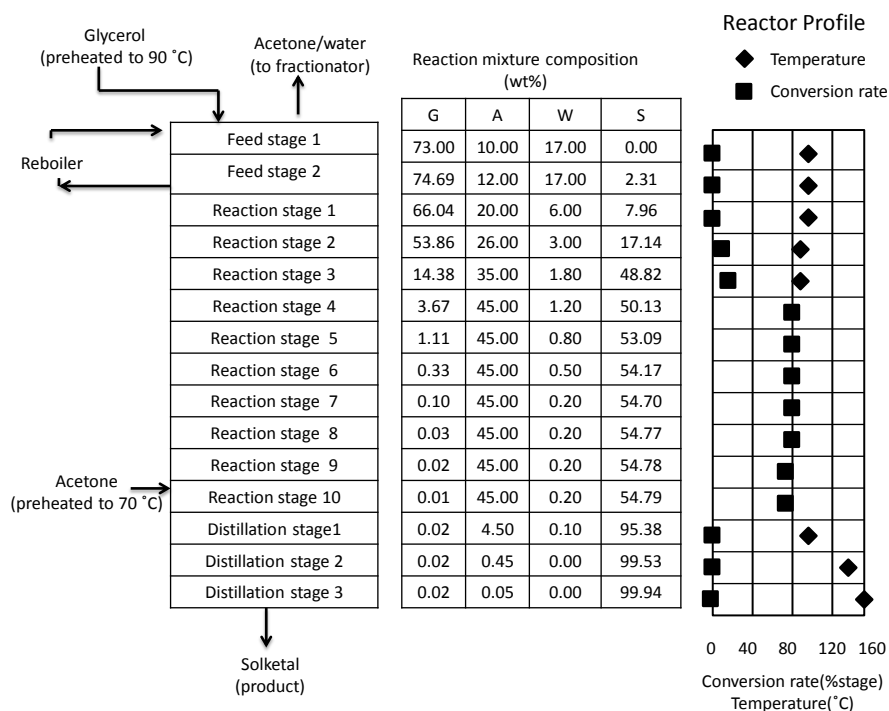 Glycerol
(preheated to 90 ˚C)
Acetone/water
(to fractionator)
Reboiler
Feed stage 1
Feed stage 2
Reaction stage 1
Reaction stage 2
Reaction stage 3
Reaction stage 4
Reaction stage 5
Reaction stage 6
Reaction stage 7
Reaction stage 8
Reaction stage 9
Reaction stage 10
Distillation stage1
Distillation stage 2
Distillation stage 3
Acetone
(preheated to 70 ˚C)
Solketal
(product)
Reaction mixture composition
(wt%)
G A W S
73.00 10.00 17.00 0.00
74.69 12.00 17.00 2.31
66.04 20.00 6.00 7.96
53.86 26.00 3.00 17.14
14.38 35.00 1.80 48.82
3.67 45.00 1.20 50.13
1.11 45.00 0.80 53.09
0.33 45.00 0.50 54.17
0.10 45.00 0.20 54.70
0.03 45.00 0.20 54.77
0.02 45.00 0.20 54.78
0.01 45.00 0.20 54.79
0.02 4.50 0.10 95.38
0.02 0.45 0.00 99.53
0.02 0.05 0.00 99.94
Reactor Profile
Temperature
Conversion rate
0 40 80 120 160
Conversion rate(%stage)
Temperature(˚C)